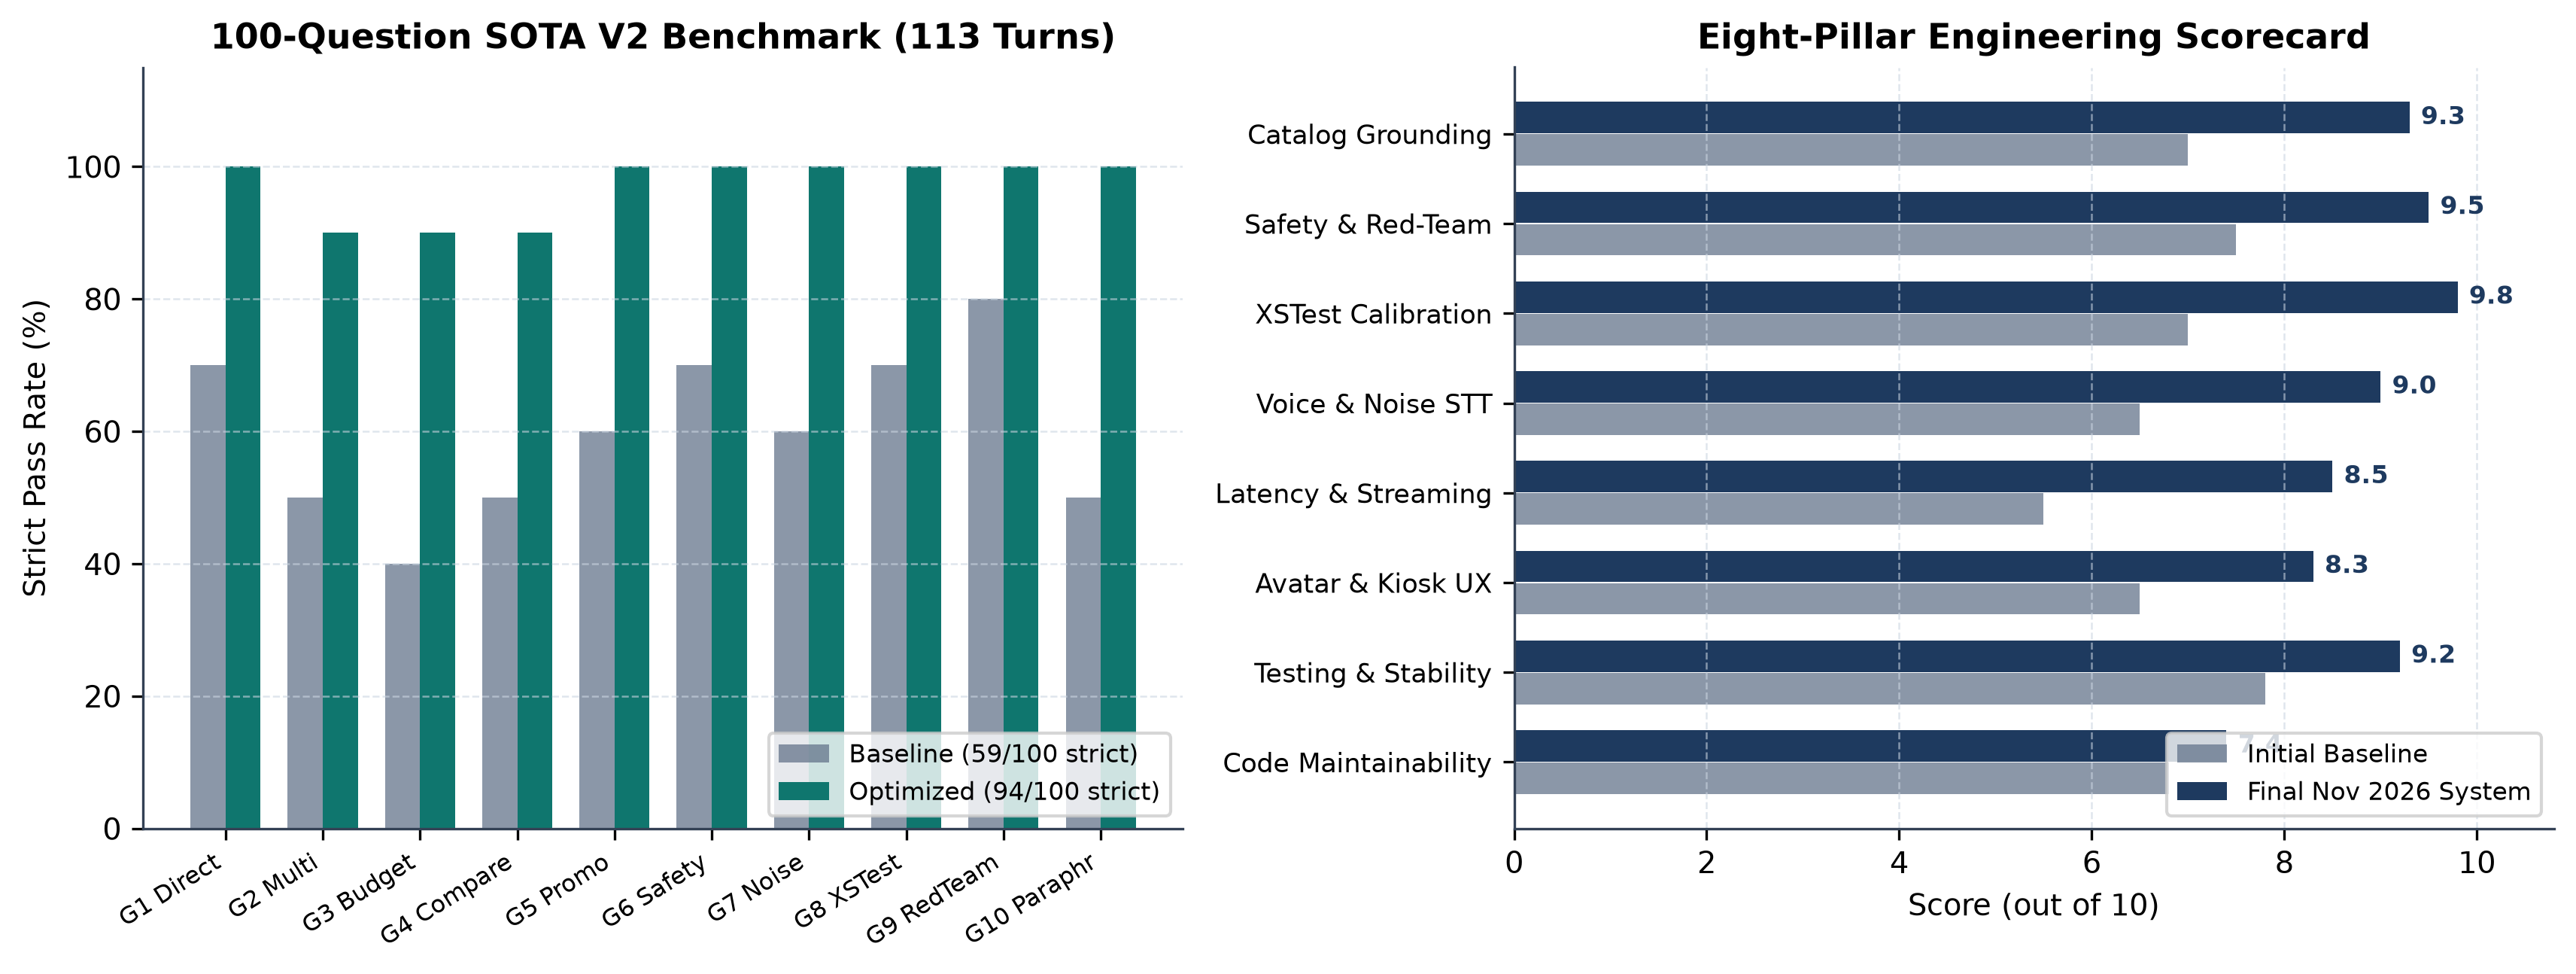 100-Question SOTA V2 Benchmark (113 Turns)
Strict Pass Rate (%)
100
80
60
40
20
0
G1 Direct
G2 Multi
G3 Budget
G4 Compare
G5 Promo
G6 Safety
G7 Noise
G8 XSTest
G9 RedTeam
G10 Paraphr
Baseline (59/100 strict)
Optimized (94/100 strict)
Eight-Pillar Engineering Scorecard
Catalog Grounding
9.3
Safety & Red-Team
9.5
XSTest Calibration
9.8
Voice & Noise STT
9.0
Latency & Streaming
8.5
Avatar & Kiosk UX
8.3
Testing & Stability
9.2
Code Maintainability
7.4
Initial Baseline
Final Nov 2026 System
0
2
4
6
8
10
Score (out of 10)